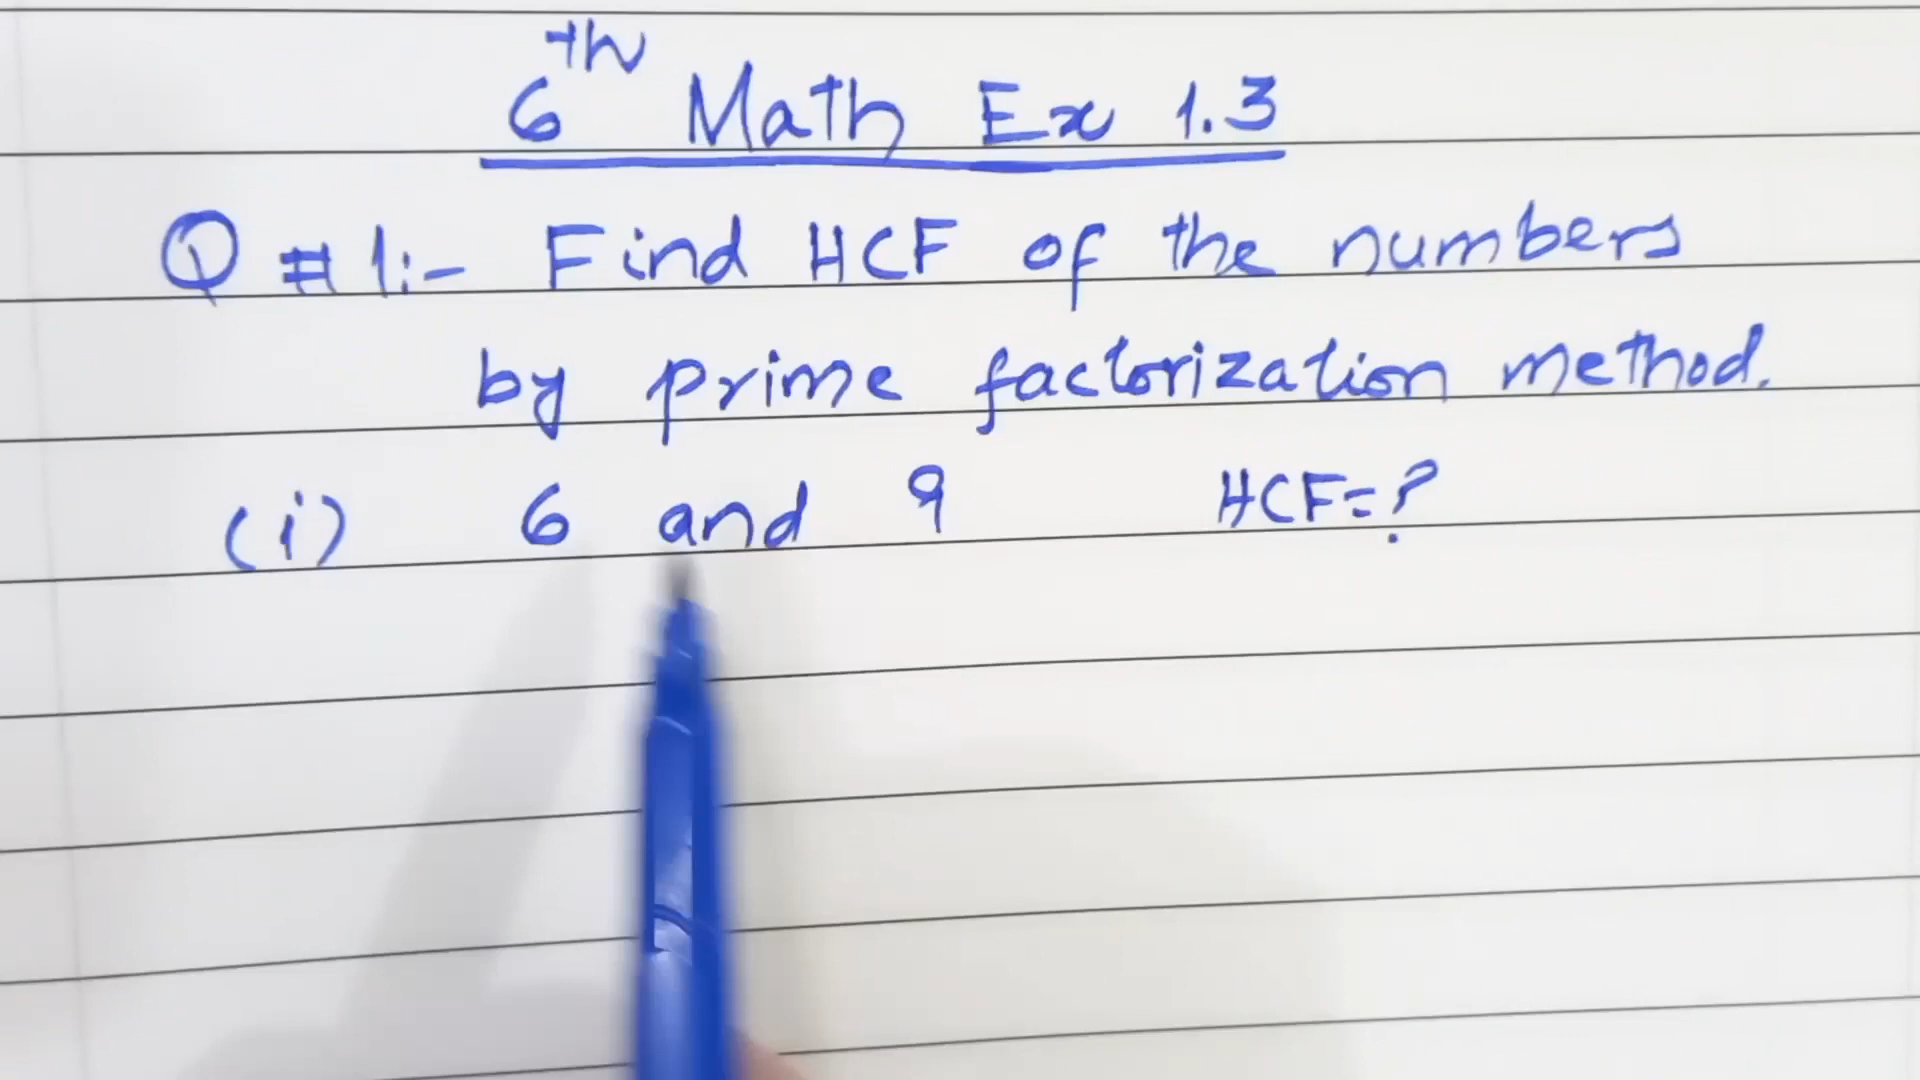 6th Math Ex 1.3
Q #1:- Find HCF of the numbers
by prime factorization method.
(i) 6 and 9 HCF=?